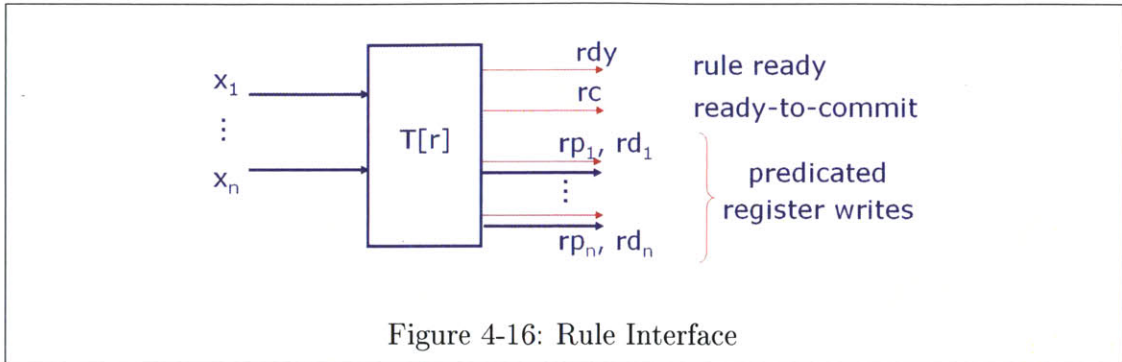 rdy
rule ready
x₁
rc
ready-to-commit
⋮
T[r]
rp₁, rd₁
xₙ
⋮
predicated
register writes
rpₙ, rdₙ
Figure 4-16: Rule Interface